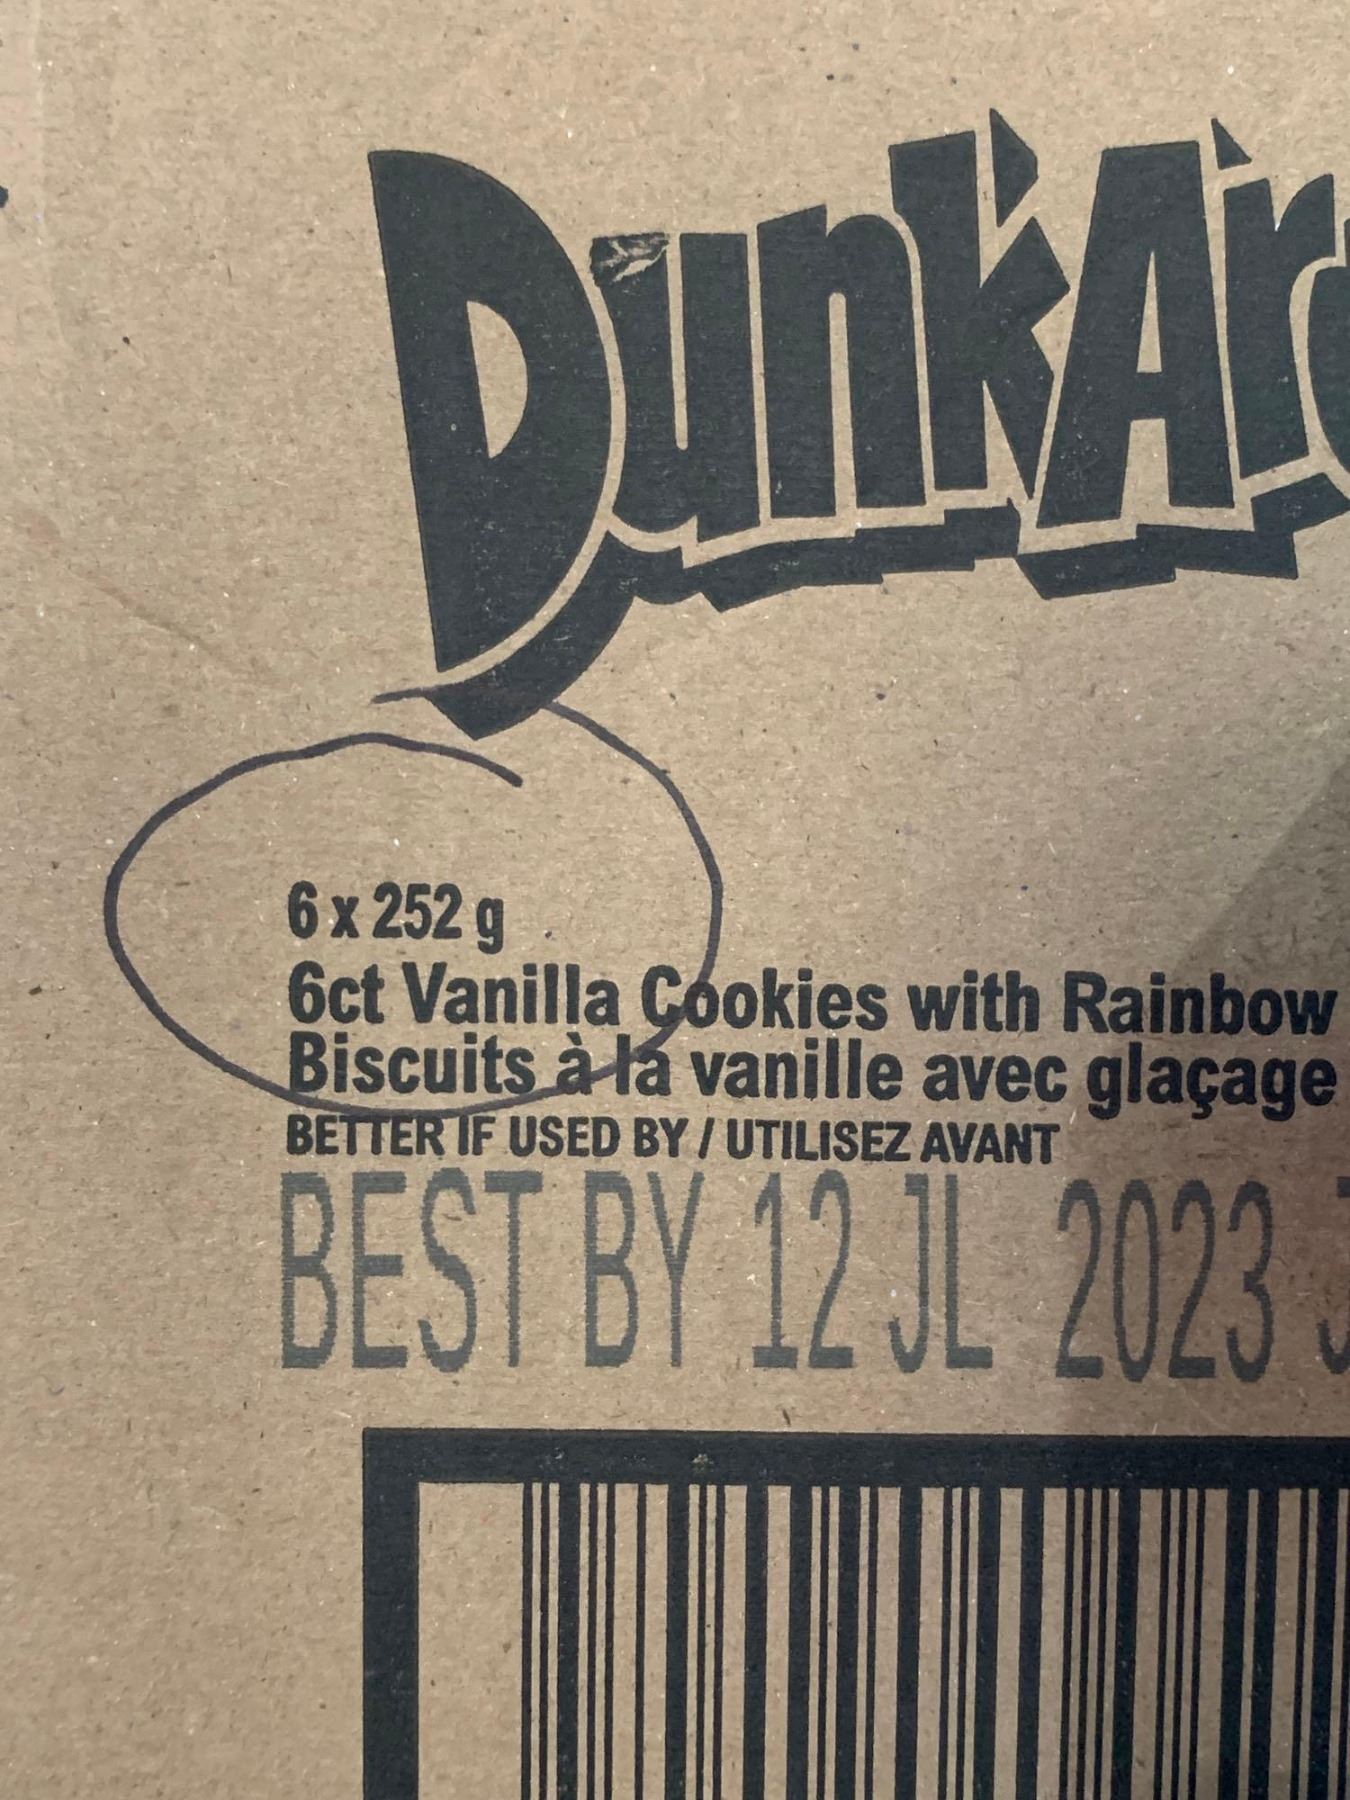 DunkAr
6 x 252 g
6ct Vanilla Cookies with Rainbow
Biscuits à la vanille avec glaçage
BETTER IF USED BY / UTILISEZ AVANT
BEST BY 12 JL 2023